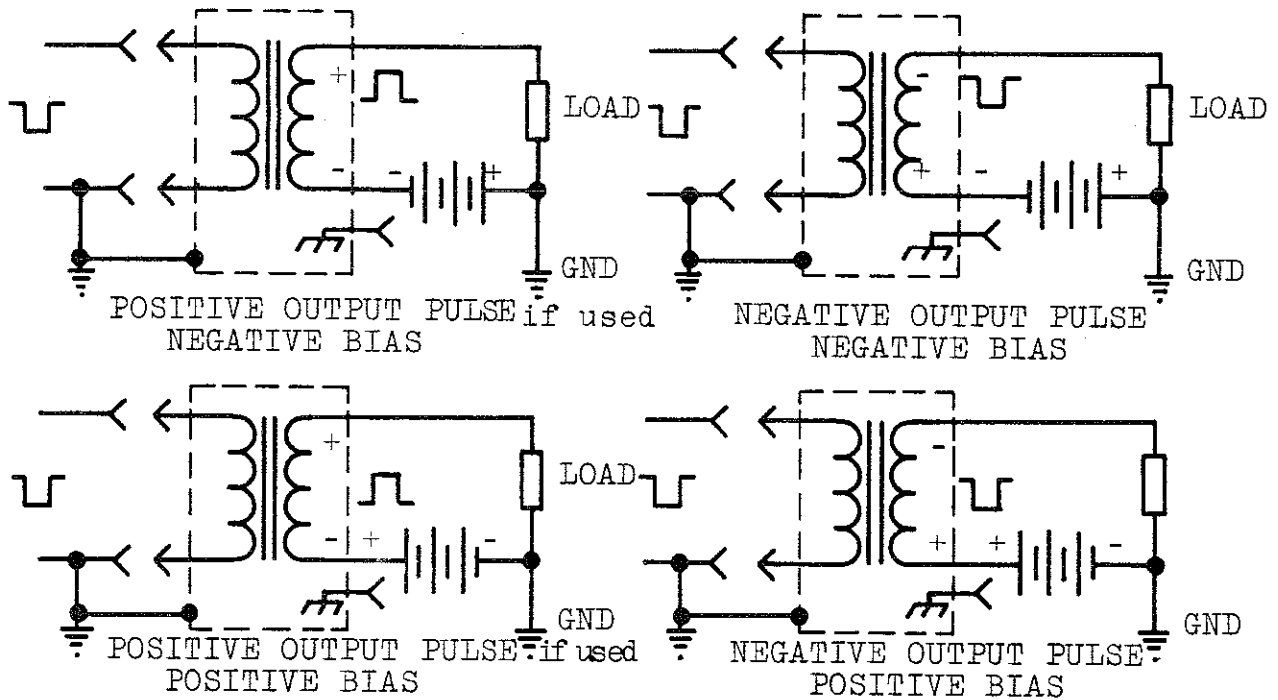 +
-
-
+
LOAD
GND
POSITIVE OUTPUT PULSE if used
NEGATIVE BIAS
-
+
-
+
LOAD
GND
NEGATIVE OUTPUT PULSE
NEGATIVE BIAS
+
-
+
-
LOAD
GND
POSITIVE OUTPUT PULSE if used
POSITIVE BIAS
-
+
+
-
GND
NEGATIVE OUTPUT PULSE
POSITIVE BIAS